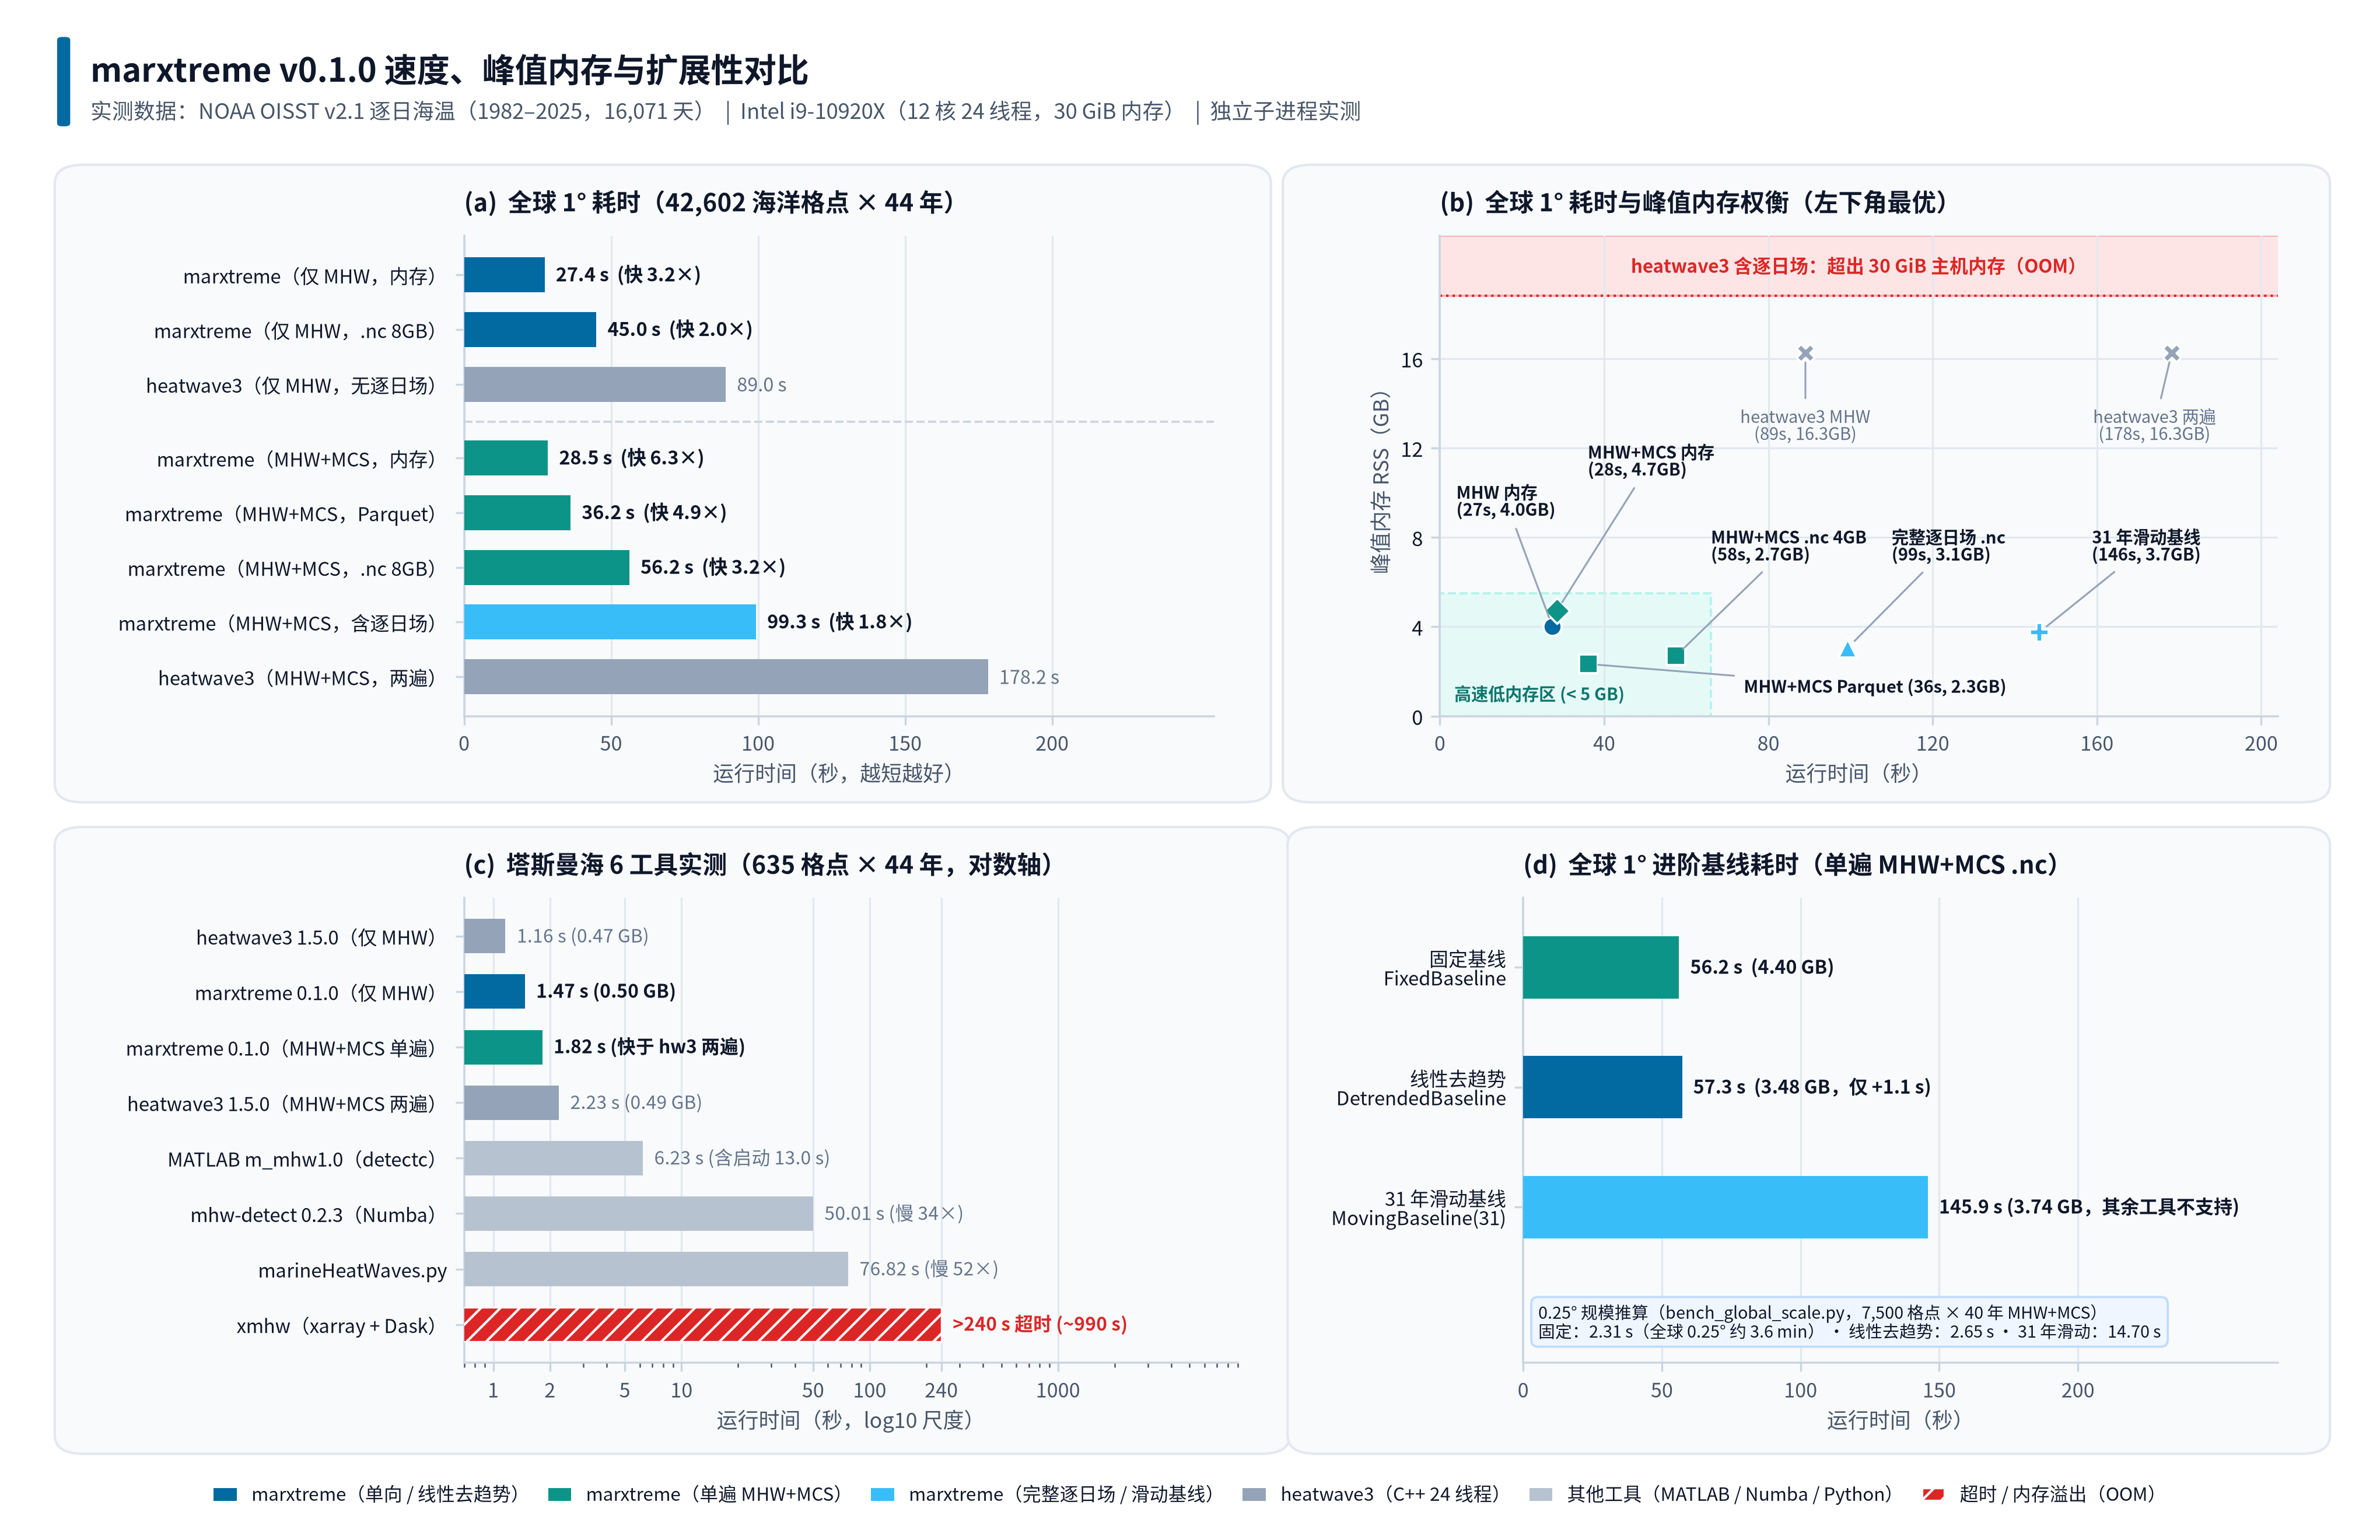 marxtreme v0.1.0 速度、峰值内存与扩展性对比
实测数据：NOAA OISST v2.1 逐日海温（1982–2025，16,071 天） | Intel i9-10920X（12 核 24 线程，30 GiB 内存） | 独立子进程实测
(a) 全球 1° 耗时（42,602 海洋格点 × 44 年）
marxtreme（仅 MHW，内存） 27.4 s (快 3.2×)
marxtreme（仅 MHW，.nc 8GB） 45.0 s (快 2.0×)
heatwave3（仅 MHW，无逐日场） 89.0 s
marxtreme（MHW+MCS，内存） 28.5 s (快 6.3×)
marxtreme（MHW+MCS，Parquet） 36.2 s (快 4.9×)
marxtreme（MHW+MCS，.nc 8GB） 56.2 s (快 3.2×)
marxtreme（MHW+MCS，含逐日场） 99.3 s (快 1.8×)
heatwave3（MHW+MCS，两遍） 178.2 s
0 50 100 150 200
运行时间（秒，越短越好）
(b) 全球 1° 耗时与峰值内存权衡（左下角最优）
heatwave3 含逐日场：超出 30 GiB 主机内存（OOM）
峰值内存 RSS（GB）
16
12
8
4
0
heatwave3 MHW
(89s, 16.3GB)
heatwave3 两遍
(178s, 16.3GB)
MHW+MCS 内存
(28s, 4.7GB)
MHW 内存
(27s, 4.0GB)
MHW+MCS .nc 4GB
(58s, 2.7GB)
完整逐日场 .nc
(99s, 3.1GB)
31 年滑动基线
(146s, 3.7GB)
MHW+MCS Parquet (36s, 2.3GB)
高速低内存区 (< 5 GB)
0 40 80 120 160 200
运行时间（秒）
(c) 塔斯曼海 6 工具实测（635 格点 × 44 年，对数轴）
heatwave3 1.5.0（仅 MHW） 1.16 s (0.47 GB)
marxtreme 0.1.0（仅 MHW） 1.47 s (0.50 GB)
marxtreme 0.1.0（MHW+MCS 单遍） 1.82 s (快于 hw3 两遍)
heatwave3 1.5.0（MHW+MCS 两遍） 2.23 s (0.49 GB)
MATLAB m_mhw1.0（detectc） 6.23 s (含启动 13.0 s)
mhw-detect 0.2.3（Numba） 50.01 s (慢 34×)
marineHeatWaves.py 76.82 s (慢 52×)
xmhw（xarray + Dask） >240 s 超时 (~990 s)
1 2 5 10 50 100 240 1000
运行时间（秒，log10 尺度）
(d) 全球 1° 进阶基线耗时（单遍 MHW+MCS .nc）
固定基线
FixedBaseline
56.2 s (4.40 GB)
线性去趋势
DetrendedBaseline
57.3 s (3.48 GB，仅 +1.1 s)
31 年滑动基线
MovingBaseline(31)
145.9 s (3.74 GB，其余工具不支持)
0.25° 规模推算（bench_global_scale.py，7,500 格点 × 40 年 MHW+MCS）
固定：2.31 s（全球 0.25° 约 3.6 min） · 线性去趋势：2.65 s · 31 年滑动：14.70 s
0 50 100 150 200
运行时间（秒）
marxtreme（单向 / 线性去趋势） marxtreme（单遍 MHW+MCS） marxtreme（完整逐日场 / 滑动基线） heatwave3（C++ 24 线程） 其他工具（MATLAB / Numba / Python） 超时 / 内存溢出（OOM）